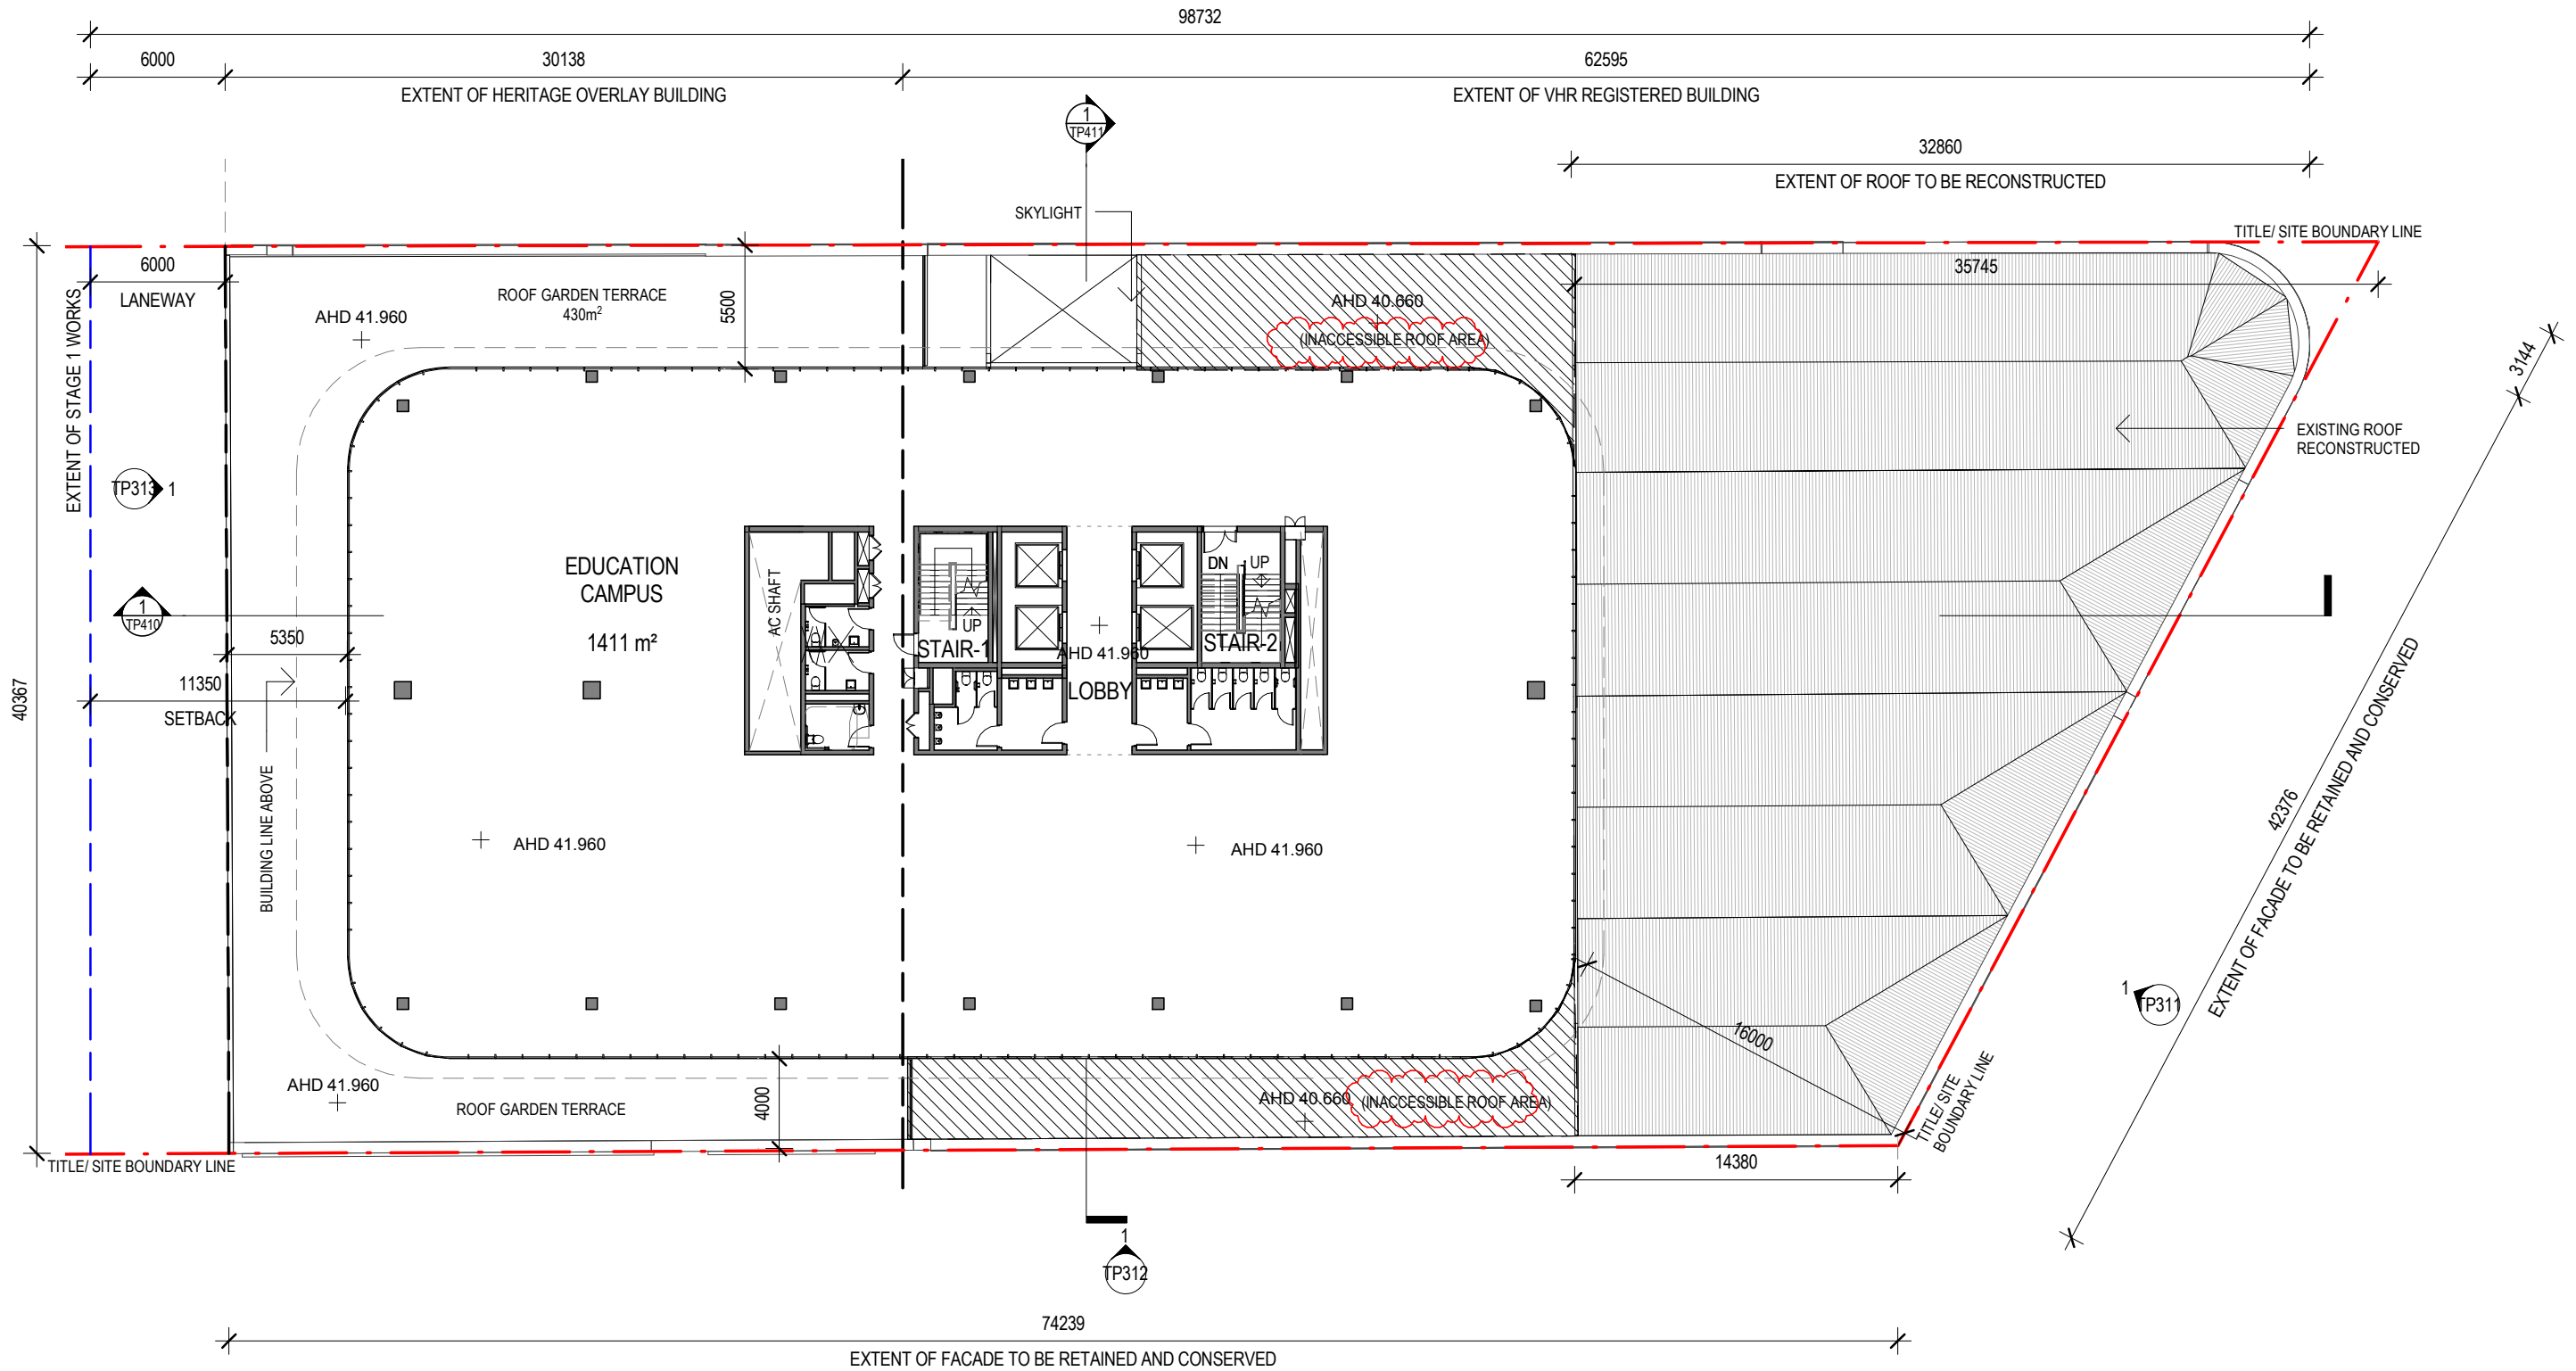 98732
6000
30138
62595
EXTENT OF HERITAGE OVERLAY BUILDING
EXTENT OF VHR REGISTERED BUILDING
1
TP411
32860
EXTENT OF ROOF TO BE RECONSTRUCTED
SKYLIGHT
TITLE/ SITE BOUNDARY LINE
6000
LANEWAY
35745
ROOF GARDEN TERRACE
430m²
5500
AHD 41.960
AHD 40.660
(INACCESSIBLE ROOF AREA)
3144
EXTENT OF STAGE 1 WORKS
EXISTING ROOF
RECONSTRUCTED
TP313
1
EDUCATION
CAMPUS
1411 m²
AC SHAFT
DN
UP
UP
STAIR-1
STAIR-2
1
TP410
5350
AHD 41.960
LOBBY
11350
SETBACK
40367
BUILDING LINE ABOVE
42376
EXTENT OF FACADE TO BE RETAINED AND CONSERVED
AHD 41.960
AHD 41.960
1
TP311
16000
AHD 41.960
ROOF GARDEN TERRACE
4000
AHD 40.660
(INACCESSIBLE ROOF AREA)
TITLE/ SITE
BOUNDARY LINE
TITLE/ SITE BOUNDARY LINE
14380
1
TP312
74239
EXTENT OF FACADE TO BE RETAINED AND CONSERVED